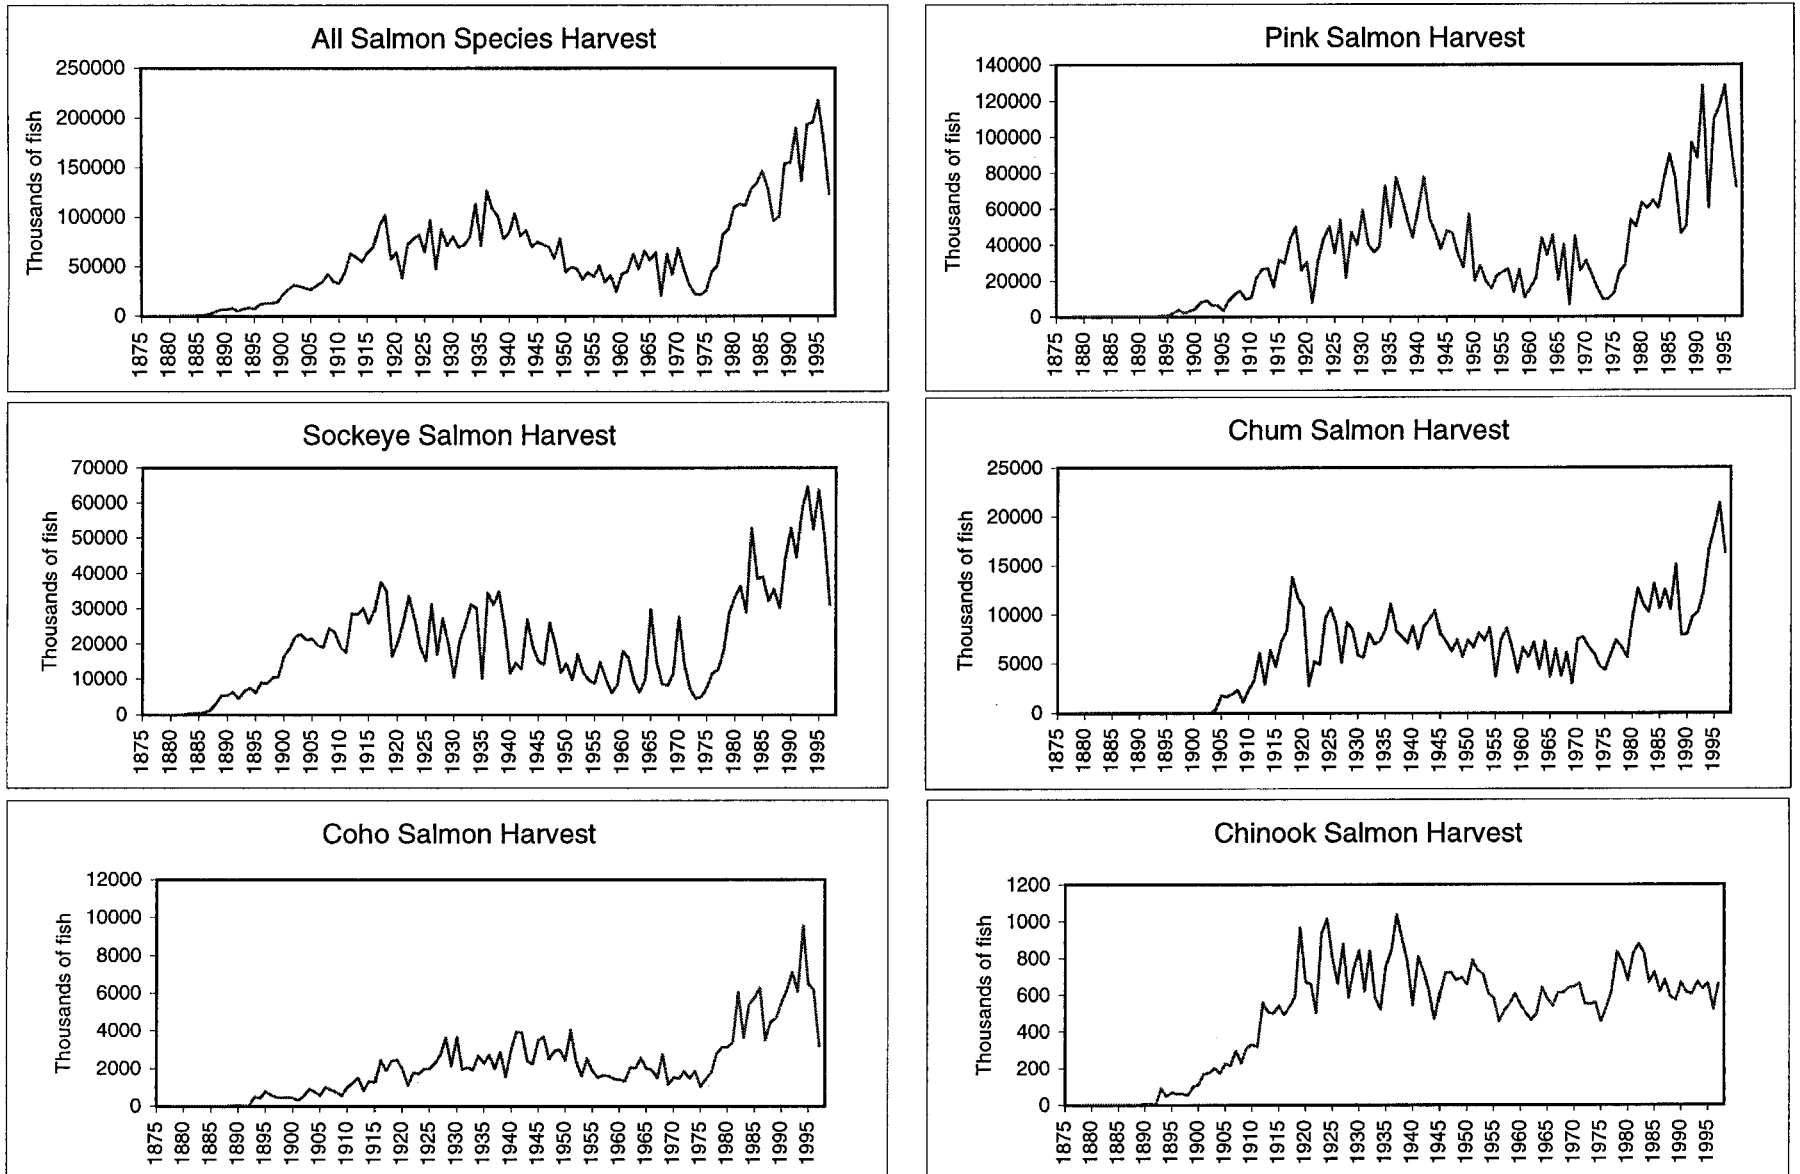 All Salmon Species Harvest
Thousands of fish
250000
200000
150000
100000
50000
0
1875 1880 1885 1890 1895 1900 1905 1910 1915 1920 1925 1930 1935 1940 1945 1950 1955 1960 1965 1970 1975 1980 1985 1990 1995
Pink Salmon Harvest
Thousands of fish
140000
120000
100000
80000
60000
40000
20000
0
1875 1880 1885 1890 1895 1900 1905 1910 1915 1920 1925 1930 1935 1940 1945 1950 1955 1960 1965 1970 1975 1980 1985 1990 1995
Sockeye Salmon Harvest
Thousands of fish
70000
60000
50000
40000
30000
20000
10000
0
1875 1880 1885 1890 1895 1900 1905 1910 1915 1920 1925 1930 1935 1940 1945 1950 1955 1960 1965 1970 1975 1980 1985 1990 1995
Chum Salmon Harvest
Thousands of fish
25000
20000
15000
10000
5000
0
1875 1880 1885 1890 1895 1900 1905 1910 1915 1920 1925 1930 1935 1940 1945 1950 1955 1960 1965 1970 1975 1980 1985 1990 1995
Coho Salmon Harvest
Thousands of fish
12000
10000
8000
6000
4000
2000
0
1875 1880 1885 1890 1895 1900 1905 1910 1915 1920 1925 1930 1935 1940 1945 1950 1955 1960 1965 1970 1975 1980 1985 1990 1995
Chinook Salmon Harvest
Thousands of fish
1200
1000
800
600
400
200
0
1875 1880 1885 1890 1895 1900 1905 1910 1915 1920 1925 1930 1935 1940 1945 1950 1955 1960 1965 1970 1975 1980 1985 1990 1995